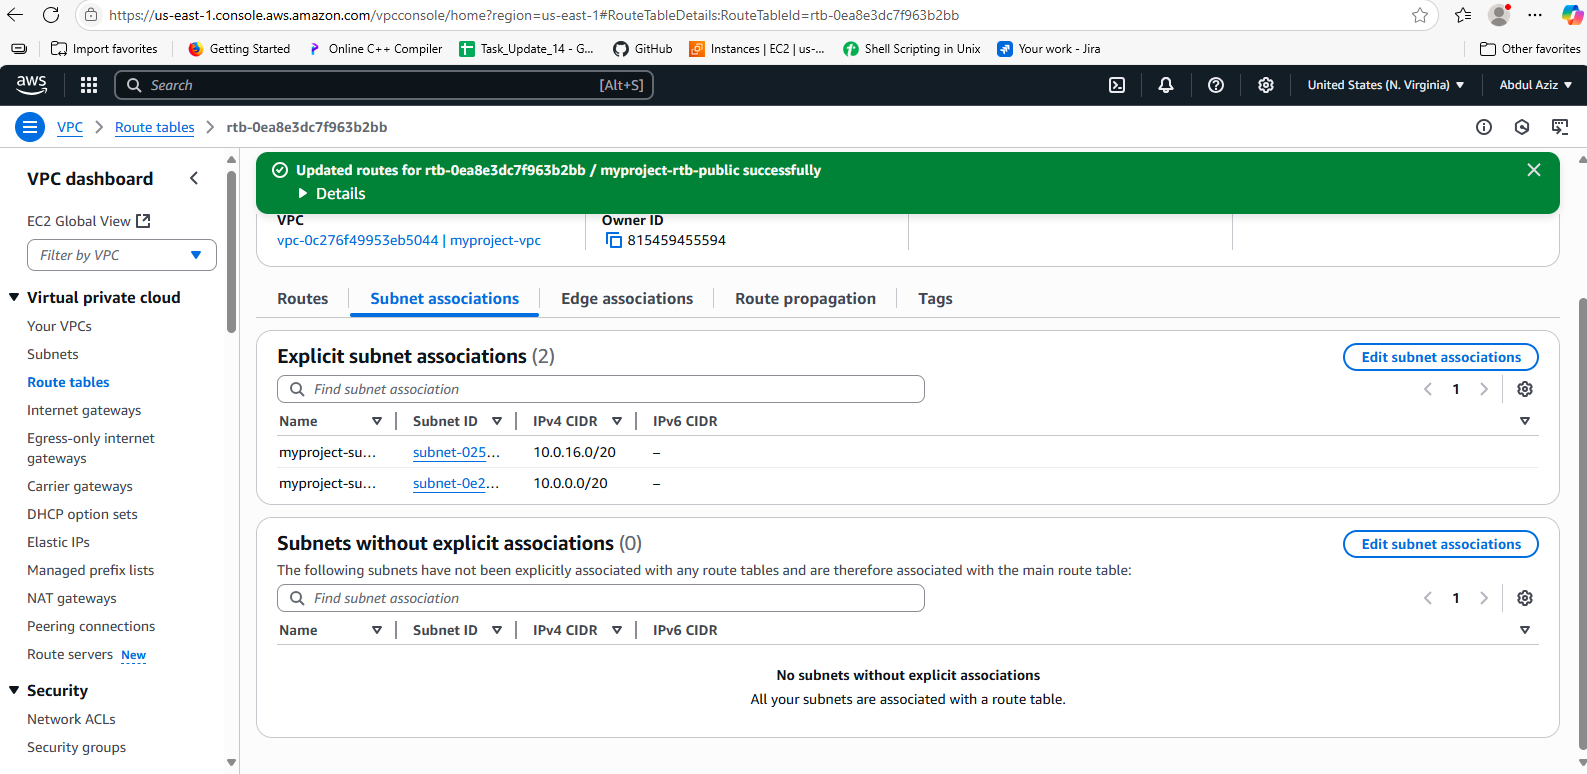 https://us-east-1.console.aws.amazon.com/vpcconsole/home?region=us-east-1#RouteTableDetails:RouteTableId=rtb-0ea8e3dc7f963b2bb
Import favorites
Getting Started
Online C++ Compiler
Task_Update_14 - G...
GitHub
Instances | EC2 | us-...
Shell Scripting in Unix
Your work - Jira
Other favorites
aws
Search
[Alt+S]
United States (N. Virginia)
Abdul Aziz
VPC
Route tables
rtb-0ea8e3dc7f963b2bb
VPC dashboard
EC2 Global View
Filter by VPC
Virtual private cloud
Your VPCs
Subnets
Route tables
Internet gateways
Egress-only internet
gateways
Carrier gateways
DHCP option sets
Elastic IPs
Managed prefix lists
NAT gateways
Peering connections
Route servers New
Security
Network ACLs
Security groups
Updated routes for rtb-0ea8e3dc7f963b2bb / myproject-rtb-public successfully
Details
VPC
vpc-0c276f49953eb5044 | myproject-vpc
Owner ID
815459455594
Routes
Subnet associations
Edge associations
Route propagation
Tags
Explicit subnet associations (2)
Edit subnet associations
Find subnet association
1
Name Subnet ID IPv4 CIDR IPv6 CIDR
myproject-su... subnet-025... 10.0.16.0/20 –
myproject-su... subnet-0e2... 10.0.0.0/20 –
Subnets without explicit associations (0)
Edit subnet associations
The following subnets have not been explicitly associated with any route tables and are therefore associated with the main route table:
Find subnet association
1
Name Subnet ID IPv4 CIDR IPv6 CIDR
No subnets without explicit associations
All your subnets are associated with a route table.